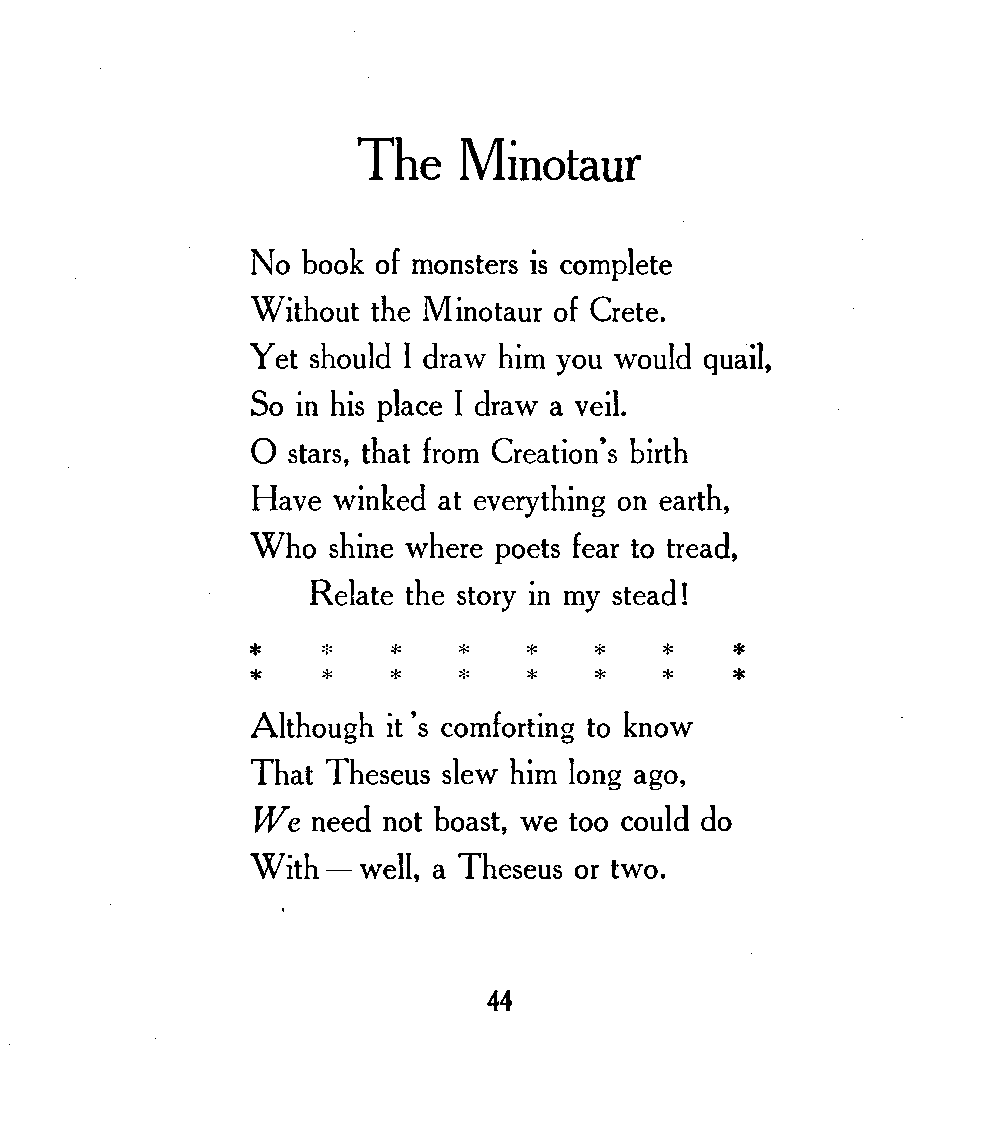 The Minotaur
No book of monsters is complete
Without the Minotaur of Crete.
Yet should I draw him you would quail,
So in his place I draw a veil.
O stars, that from Creation's birth
Have winked at everything on earth,
Who shine where poets fear to tread,
Relate the story in my stead!
* * * * * * * *
* * * * * * * *
Although it 's comforting to know
That Theseus slew him long ago,
We need not boast, we too could do
With — well, a Theseus or two.
44